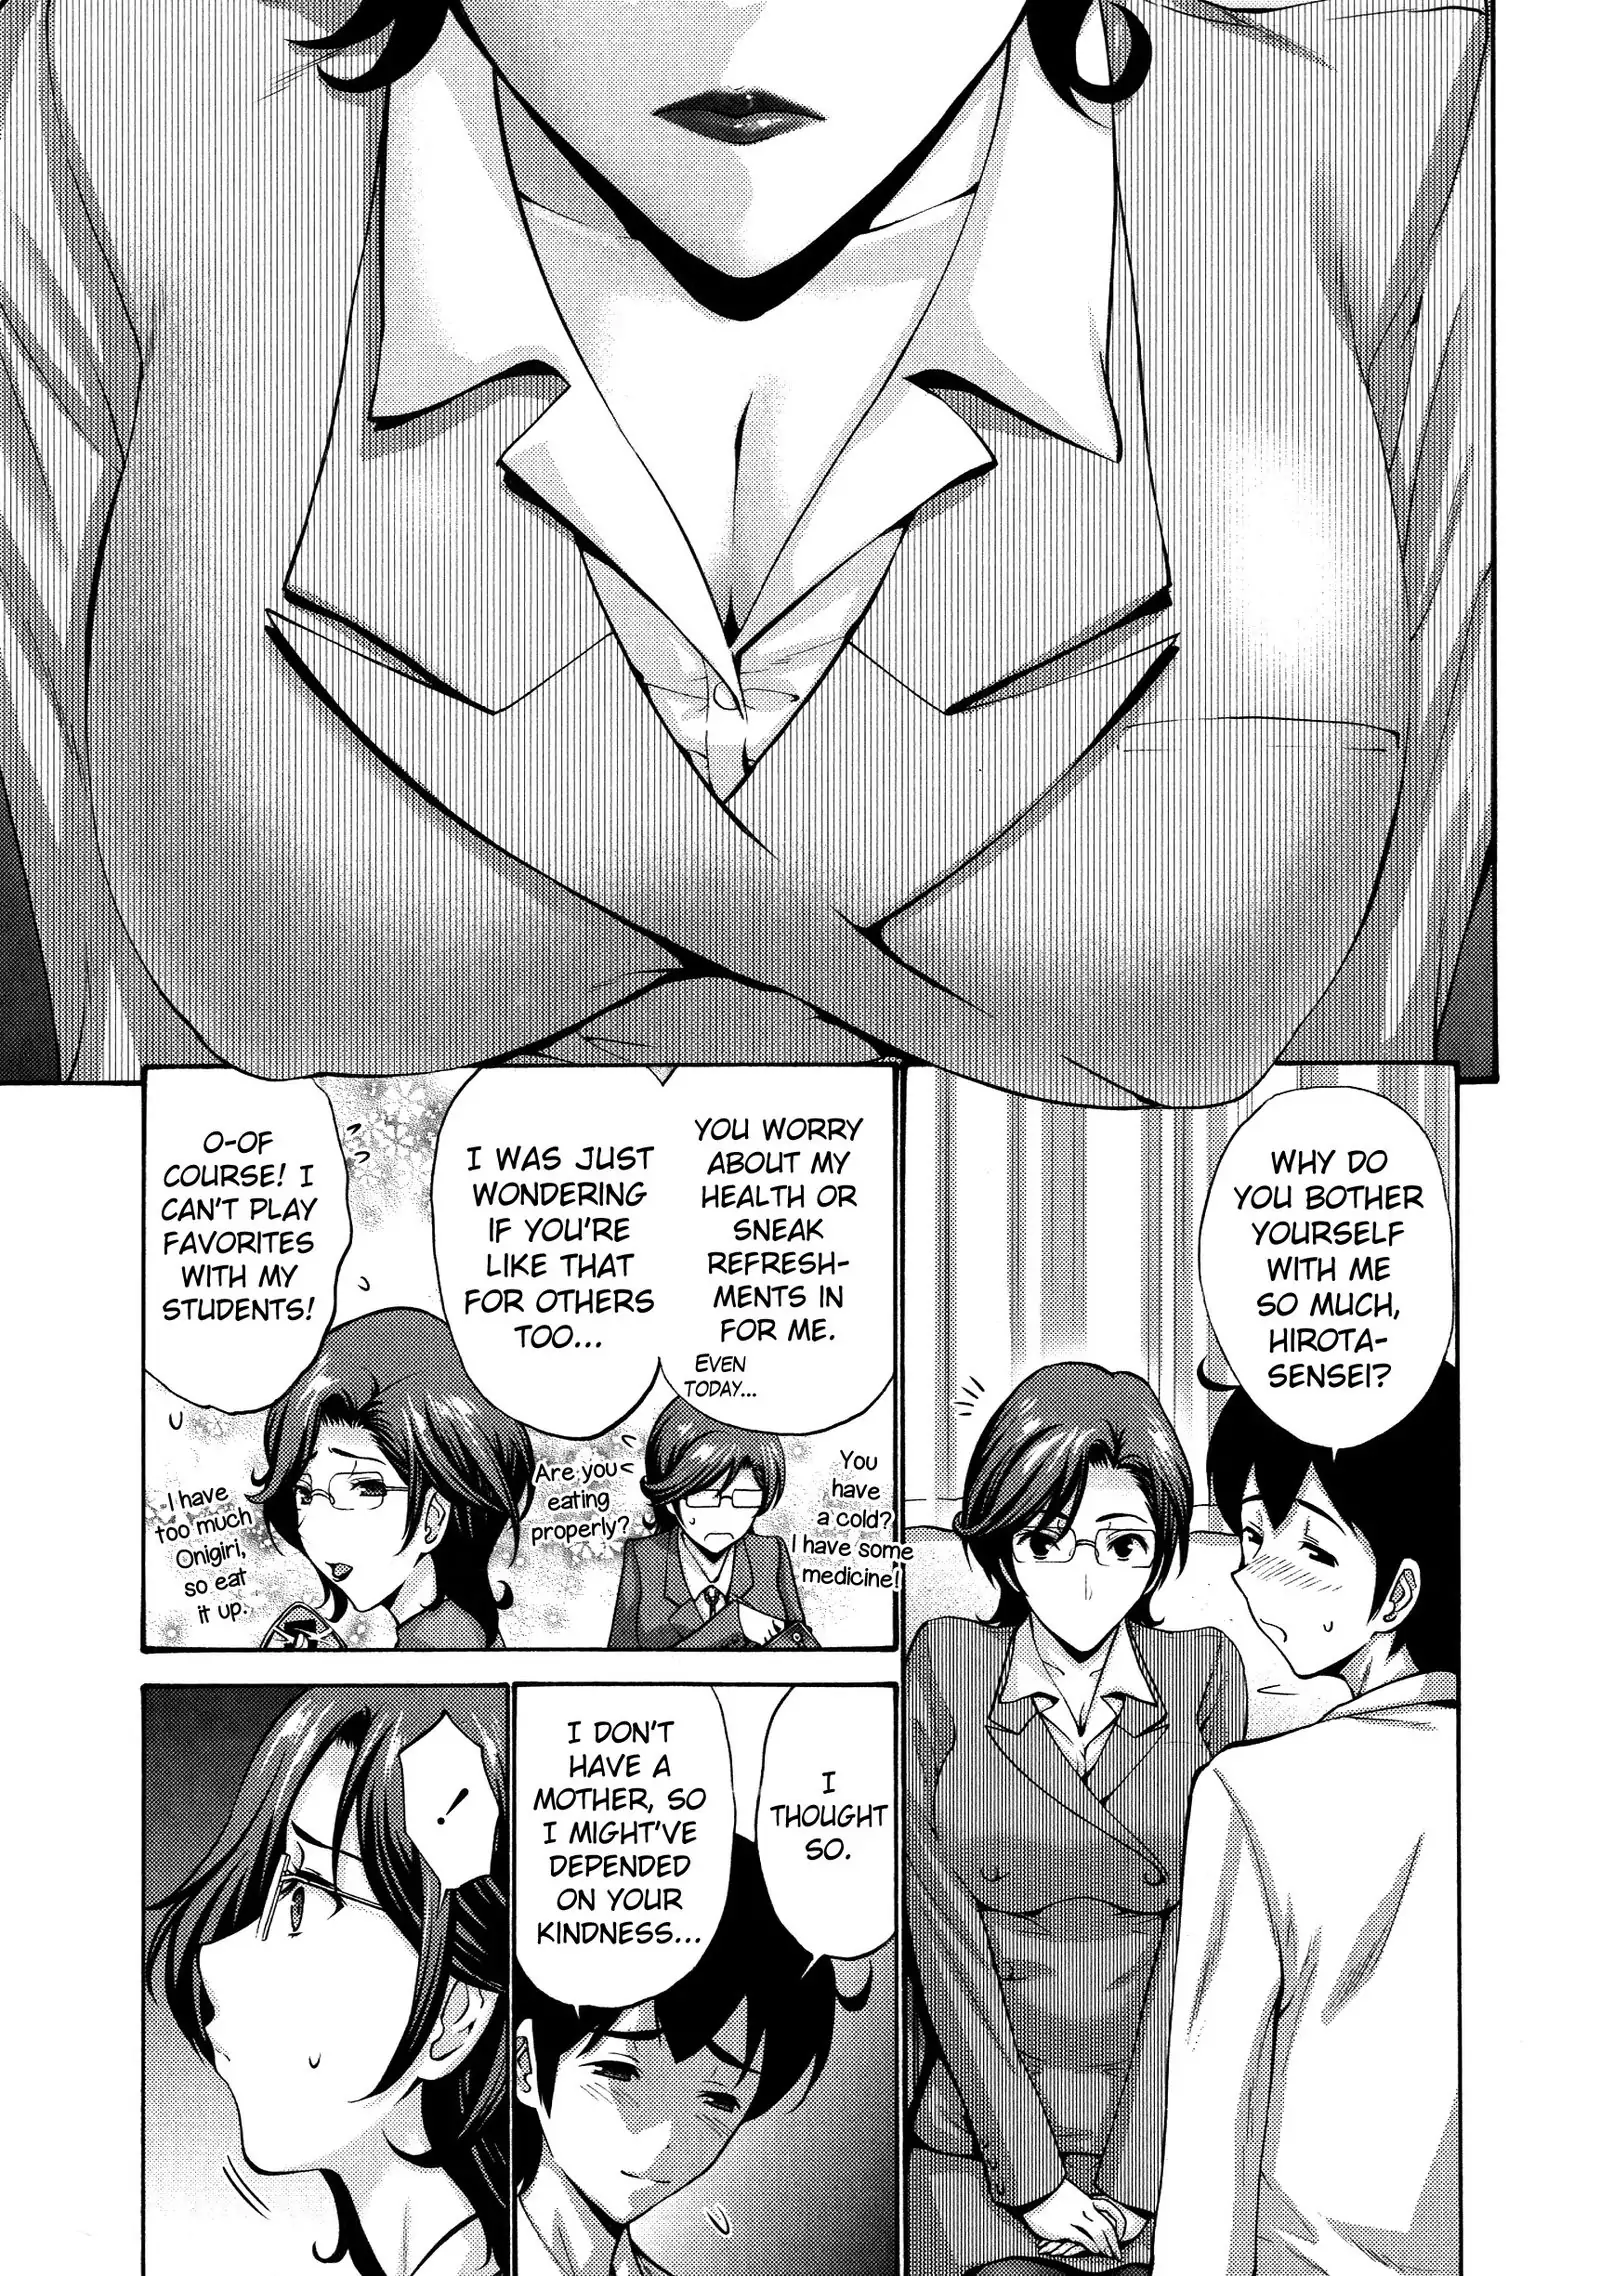 WHY DO
YOU BOTHER
YOURSELF
WITH ME
SO MUCH,
HIROTA-
SENSEI?
YOU WORRY
ABOUT MY
HEALTH OR
SNEAK
REFRESH-
MENTS IN
FOR ME.
EVEN
TODAY...
You
have
a cold?
I have some
medicine!
Are you
eating
properly?
I WAS JUST
WONDERING
IF YOU'RE
LIKE THAT
FOR OTHERS
TOO...
O-OF
COURSE! I
CAN'T PLAY
FAVORITES
WITH MY
STUDENTS!
I have
too much
Onigiri,
so eat
it up.
I
THOUGHT
SO.
I DON'T
HAVE A
MOTHER, SO
I MIGHT'VE
DEPENDED
ON YOUR
KINDNESS...
!